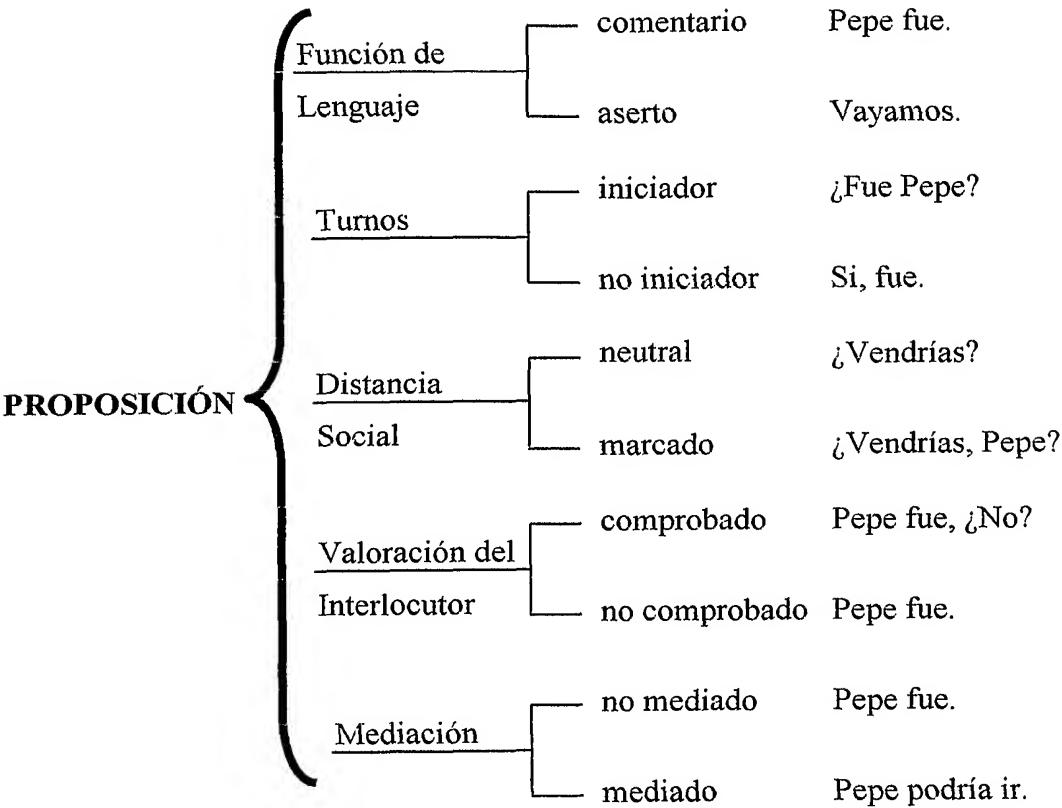 comentario Pepe fue.
Función de
Lenguaje
aserto Vayamos.
iniciador ¿Fue Pepe?
Turnos
no iniciador Si, fue.
neutral ¿Vendrías?
Distancia
PROPOSICIÓN
Social
marcado ¿Vendrías, Pepe?
comprobado Pepe fue, ¿No?
Valoración del
Interlocutor
no comprobado Pepe fue.
no mediado Pepe fue.
Mediación
mediado Pepe podría ir.